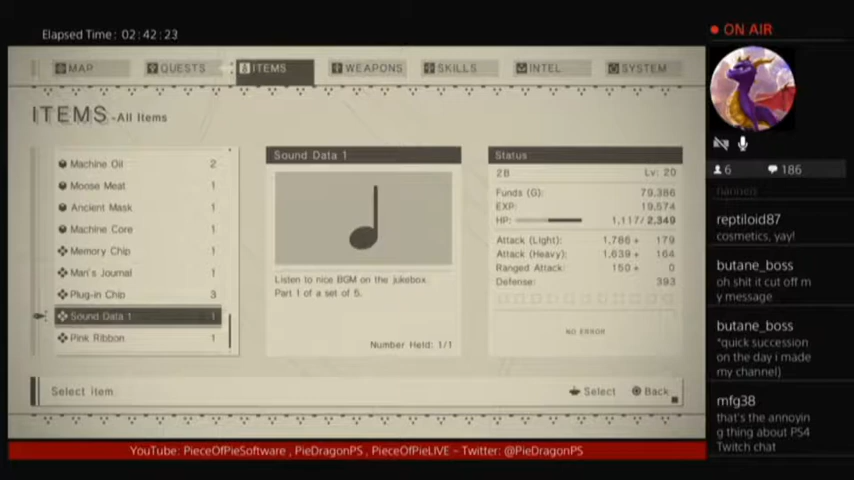 Elapsed Time: 02:42:23
ON AIR
MAP
QUESTS
ITEMS
WEAPONS
SKILLS
INTEL
SYSTEM
ITEMS -All Items
Machine Oil 2
Moose Meat 1
Ancient Mask 1
Machine Core 1
Memory Chip 1
Man's Journal 1
Plug-in Chip 3
Sound Data 1 1
Pink Ribbon 1
Sound Data 1
Listen to nice BGM on the jukebox.
Part 1 of a set of 5.
Number Held: 1/1
Status
2B Lv: 20
Funds (G): 79,386
EXP: 19,574
HP: 1,117/ 2,349
Attack (Light): 1,786 + 179
Attack (Heavy): 1,639 + 164
Ranged Attack: 150 + 0
Defense: 393
NO ERROR
Select item.
Select
Back
6 186
reptiloid87
cosmetics, yay!
butane_boss
oh shit it cut off m
y message
butane_boss
*quick succession
on the day i made
my channel)
mfg38
that's the annoyin
g thing about PS4
Twitch chat
YouTube: PieceOfPieSoftware , PieDragonPS , PieceOfPieLIVE - Twitter: @PieDragonPS